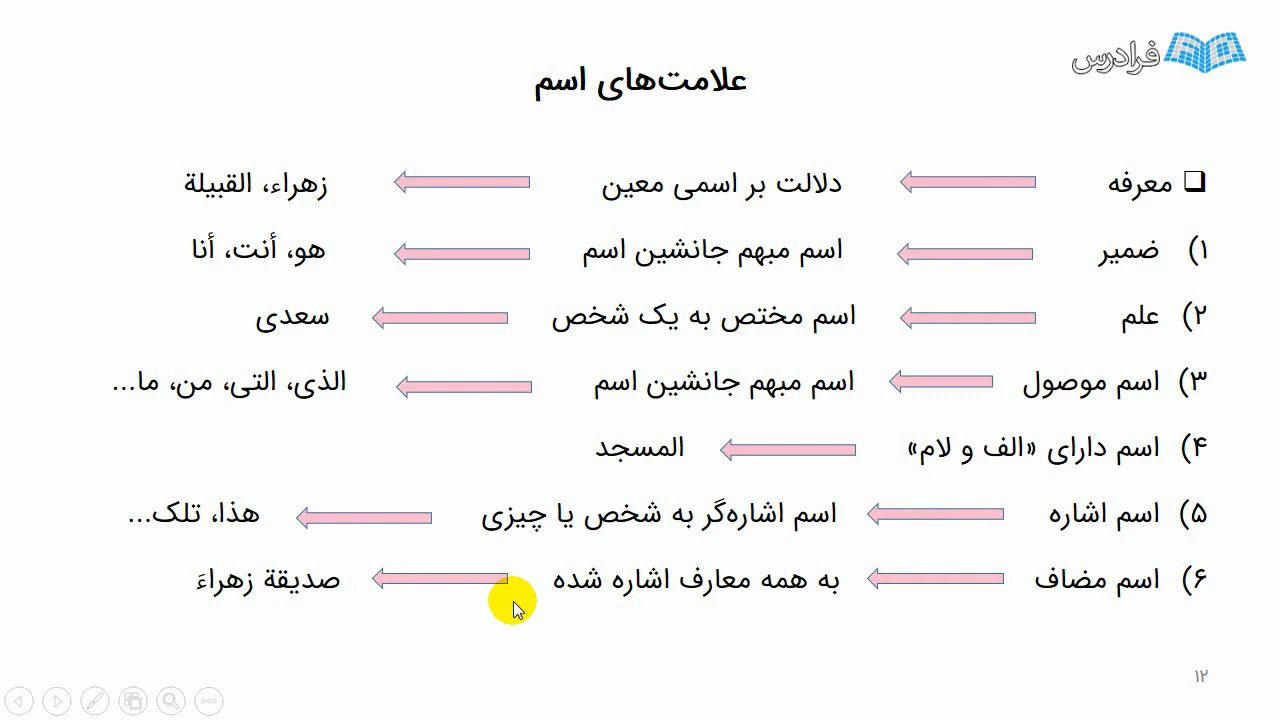 فرادرس
علامت‌های اسم
❑ معرفه دلالت بر اسمی معین زهراء، القبیلة
۱) ضمیر اسم مبهم جانشین اسم هو، أنت، أنا
۲) علم اسم مختص به یک شخص سعدی
۳) اسم موصول اسم مبهم جانشین اسم الذی، التی، من، ما...
۴) اسم دارای «الف و لام» المسجد
۵) اسم اشاره اسم اشاره‌گر به شخص یا چیزی هذا، تلک...
۶) اسم مضاف به همه معارف اشاره شده صدیقة زهراءَ
۱۲